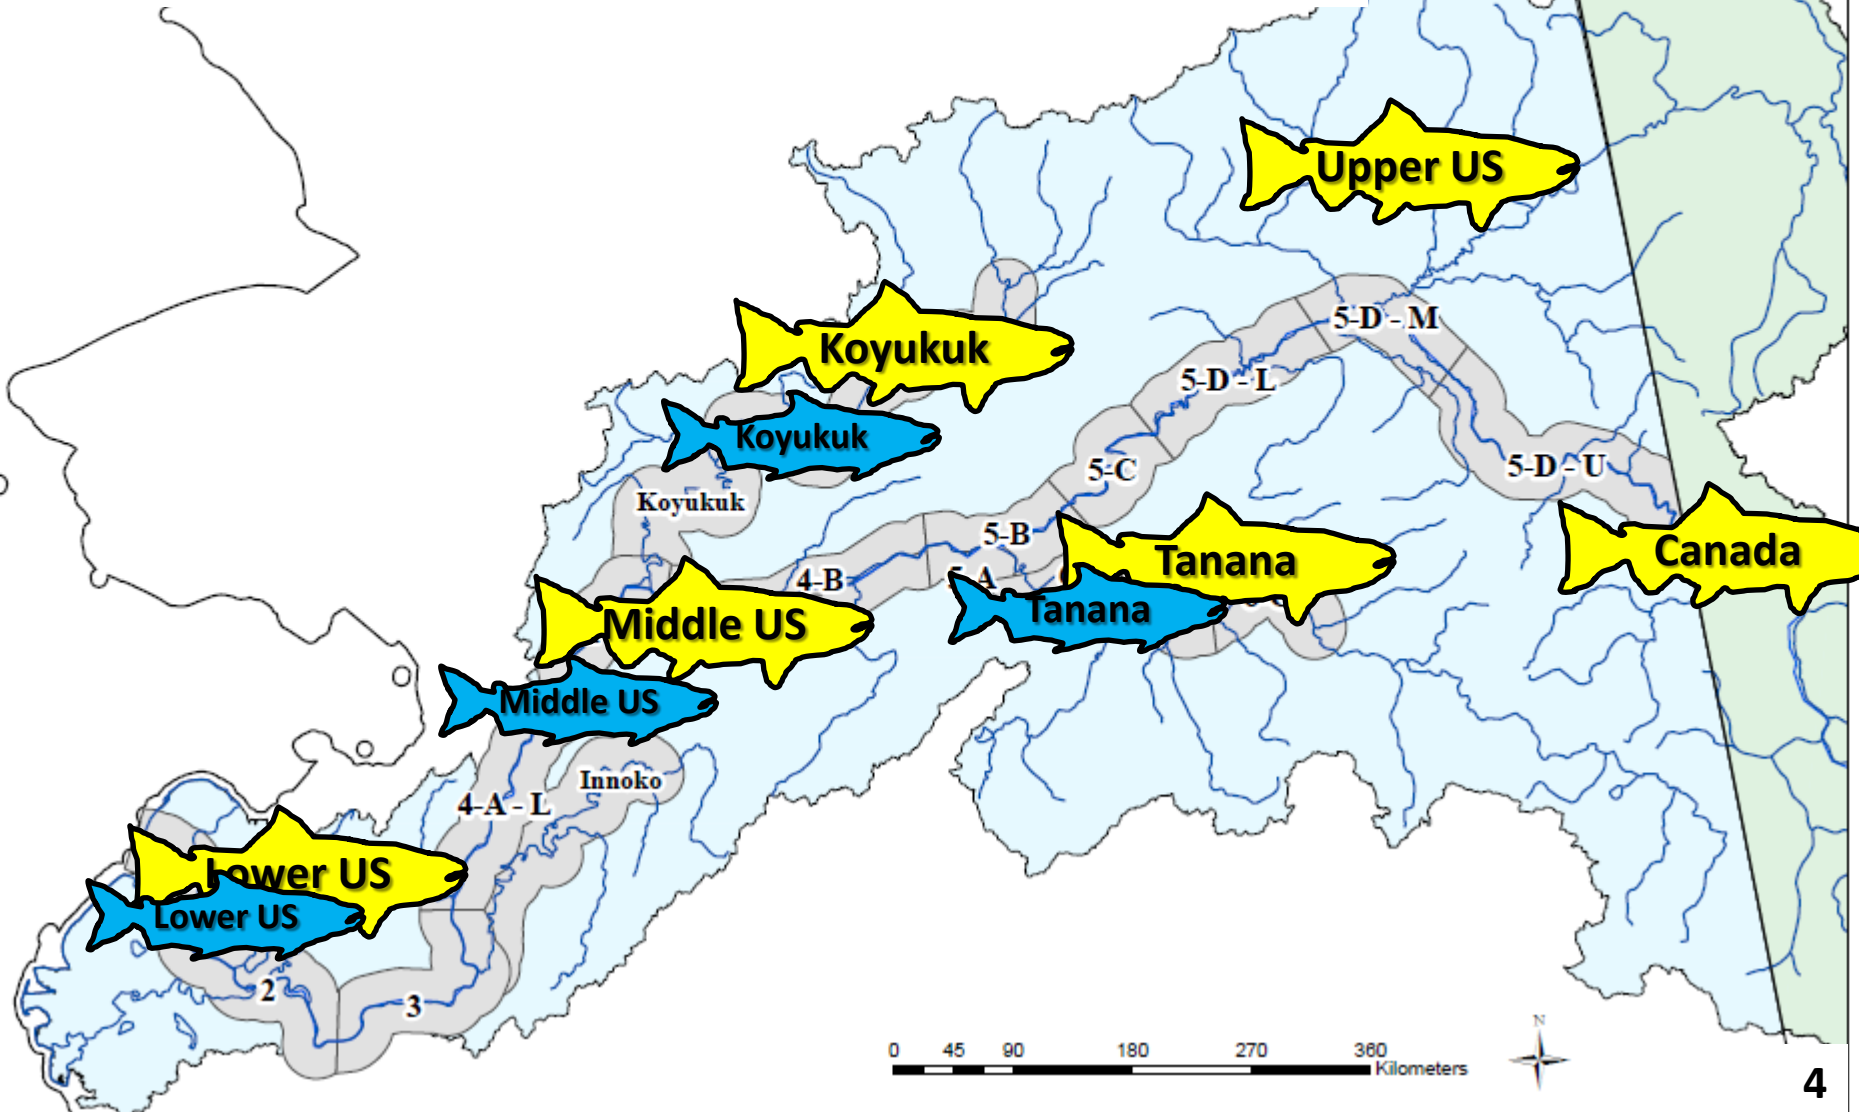 Upper US
5-D - M
Koyukuk
5-D - L
Koyukuk
5-C
5-D - U
Koyukuk
5-B
Tanana
Canada
4-B
5-A
Tanana
Middle US
Middle US
Innoko
4-A - L
Lower US
Lower US
2
3
N
0 45 90 180 270 360
Kilometers
4